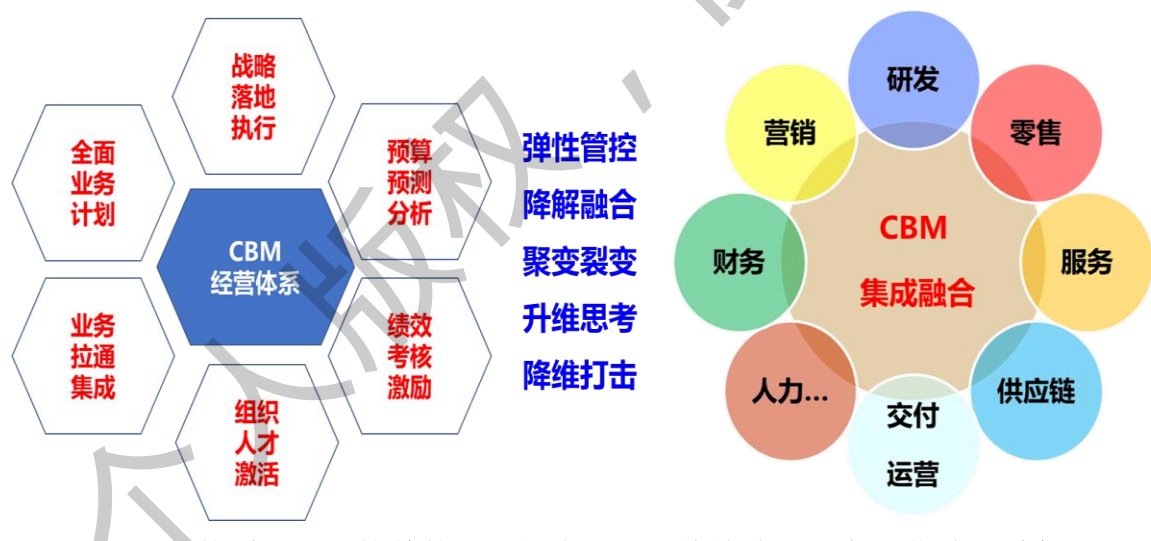 战略
落地
执行
全面
业务
计划
预算
预测
分析
CBM
经营体系
业务
拉通
集成
绩效
考核
激励
组织
人才
激活
弹性管控
降解融合
聚变裂变
升维思考
降维打击
研发
营销
零售
财务
CBM
集成融合
服务
人力...
供应链
交付
运营
个人版权,